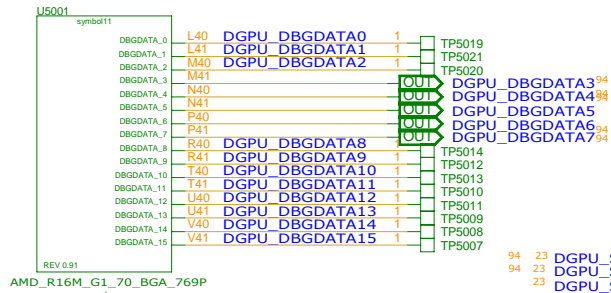 U5001
symbol11
DBGDATA_0 L40 DGPU_DBGDATA0 1 TP5019
DBGDATA_1 L41 DGPU_DBGDATA1 1 TP5021
DBGDATA_2 M40 DGPU_DBGDATA2 1 TP5020
DBGDATA_3 M41 OUT DGPU_DBGDATA3 94
DBGDATA_4 N40 OUT DGPU_DBGDATA4 94
DBGDATA_5 N41 OUT DGPU_DBGDATA5 94
DBGDATA_6 P40 OUT DGPU_DBGDATA6 94
DBGDATA_7 P41 OUT DGPU_DBGDATA7 94
DBGDATA_8 R40 DGPU_DBGDATA8 1 TP5014
DBGDATA_9 R41 DGPU_DBGDATA9 1 TP5012
DBGDATA_10 T40 DGPU_DBGDATA10 1 TP5013
DBGDATA_11 T41 DGPU_DBGDATA11 1 TP5010
DBGDATA_12 U40 DGPU_DBGDATA12 1 TP5011
DBGDATA_13 U41 DGPU_DBGDATA13 1 TP5009
DBGDATA_14 V40 DGPU_DBGDATA14 1 TP5008
DBGDATA_15 V41 DGPU_DBGDATA15 1 TP5007
94 23
94 23
23
REV 0.91
AMD_R16M_G1_70_BGA_769P